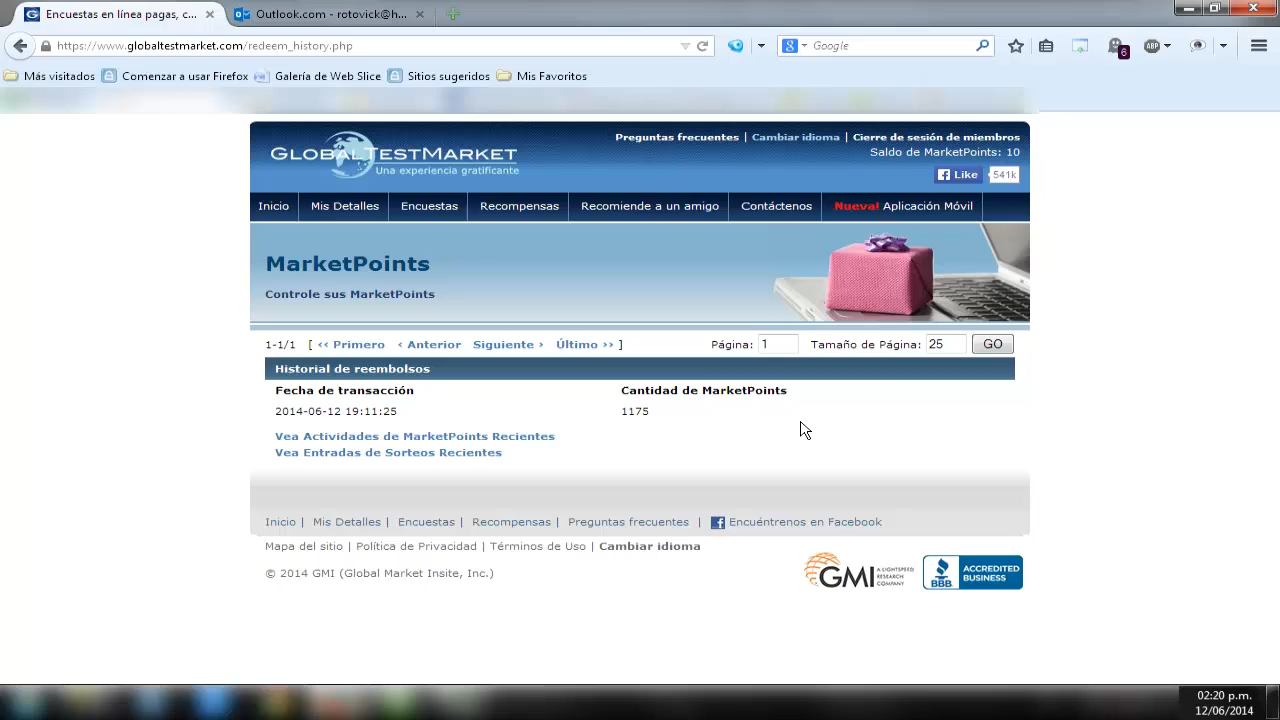 Encuestas en línea pagas, c...
Outlook.com - rotovick@h...
https://www.globaltestmarket.com/redeem_history.php
Google
6
ABP
Más visitados
Comenzar a usar Firefox
Galería de Web Slice
Sitios sugeridos
Mis Favoritos
Preguntas frecuentes | Cambiar idioma | Cierre de sesión de miembros
Saldo de MarketPoints: 10
GLOBALTESTMARKET
Una experiencia gratificante
Like 541k
Inicio Mis Detalles Encuestas Recompensas Recomiende a un amigo Contáctenos Nueva! Aplicación Móvil
MarketPoints
Controle sus MarketPoints
1-1/1 [ ‹‹ Primero ‹ Anterior Siguiente › Último ›› ] Página: 1 Tamaño de Página: 25 GO
Historial de reembolsos
Fecha de transacción Cantidad de MarketPoints
2014-06-12 19:11:25 1175
Vea Actividades de MarketPoints Recientes
Vea Entradas de Sorteos Recientes
Inicio | Mis Detalles | Encuestas | Recompensas | Preguntas frecuentes | Encuéntrenos en Facebook
Mapa del sitio | Política de Privacidad | Términos de Uso | Cambiar idioma
© 2014 GMI (Global Market Insite, Inc.)
GMI A LIGHTSPEED
RESEARCH
COMPANY
BBB
ACCREDITED
BUSINESS
02:20 p.m.
12/06/2014